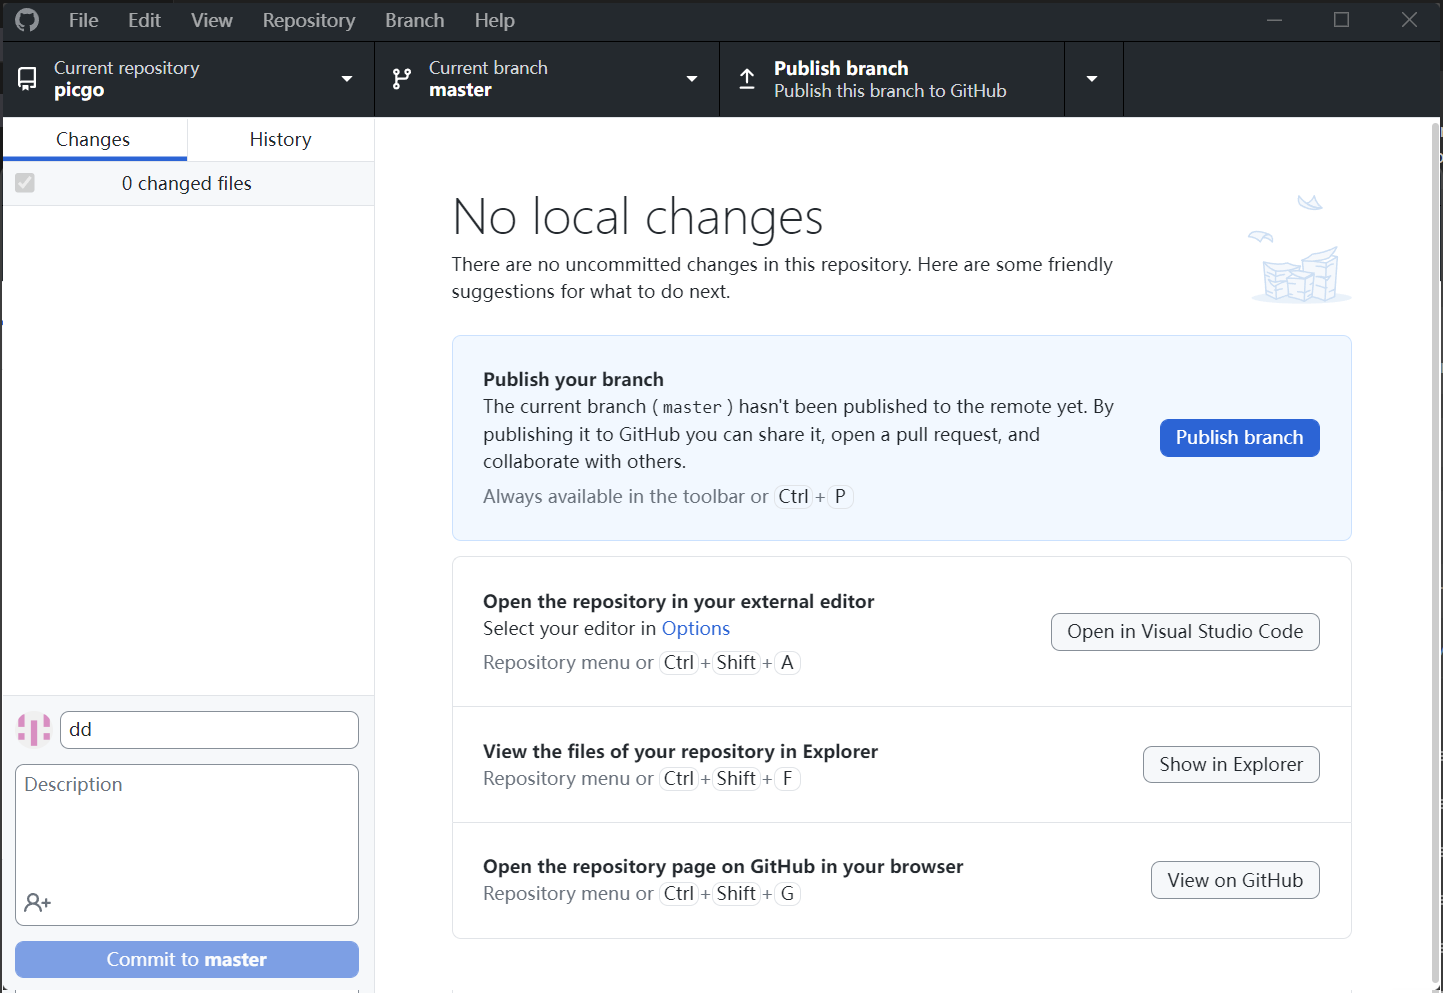 File Edit View Repository Branch Help
Current repository
picgo
Current branch
master
Publish branch
Publish this branch to GitHub
Changes
History
0 changed files
No local changes
There are no uncommitted changes in this repository. Here are some friendly
suggestions for what to do next.
Publish your branch
The current branch (master) hasn't been published to the remote yet. By
publishing it to GitHub you can share it, open a pull request, and
collaborate with others.
Always available in the toolbar or Ctrl + P
Publish branch
Open the repository in your external editor
Select your editor in Options
Repository menu or Ctrl + Shift + A
Open in Visual Studio Code
View the files of your repository in Explorer
Repository menu or Ctrl + Shift + F
Show in Explorer
Open the repository page on GitHub in your browser
Repository menu or Ctrl + Shift + G
View on GitHub
dd
Description
Commit to master